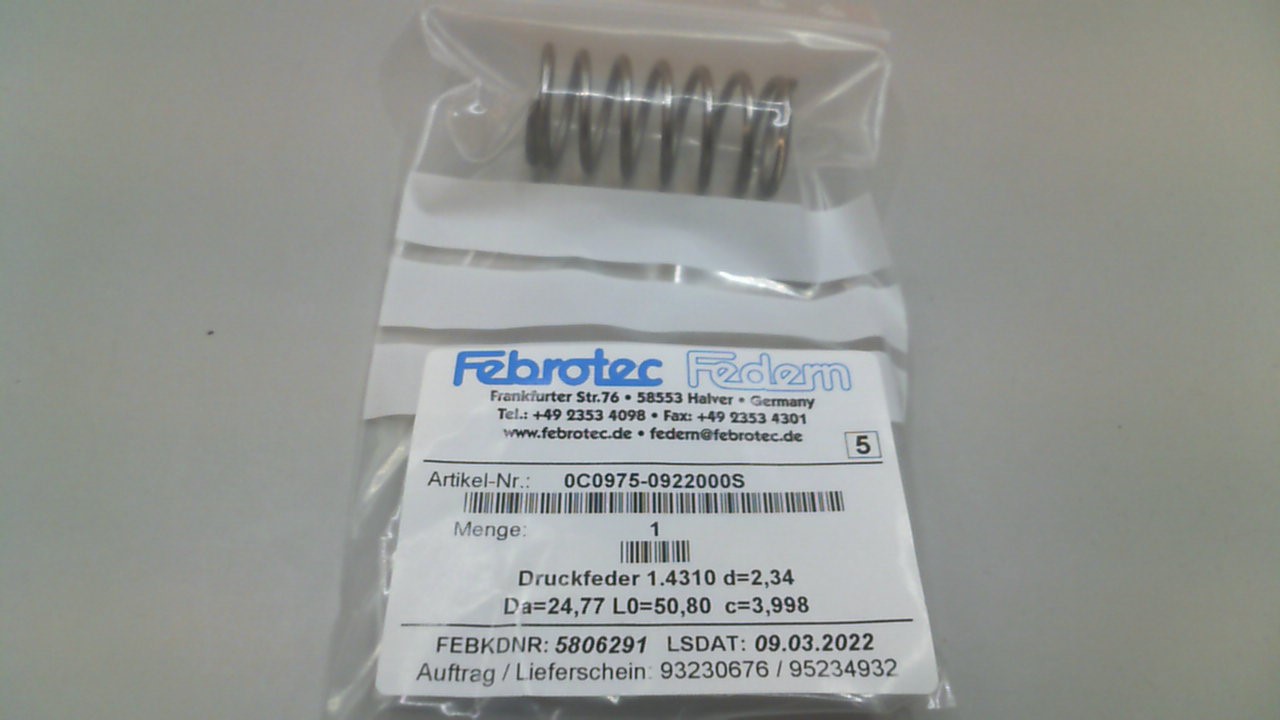 Febrotec Federn
Frankfurter Str.76 • 58553 Halver • Germany
Tel.: +49 2353 4098 • Fax: +49 2353 4301
www.febrotec.de • federn@febrotec.de
5
Artikel-Nr.: 0C0975-0922000S
Menge: 1
Druckfeder 1.4310 d=2,34
Da=24,77 L0=50,80 c=3,998
FEBKDNR: 5806291 LSDAT: 09.03.2022
Auftrag / Lieferschein: 93230676 / 95234932